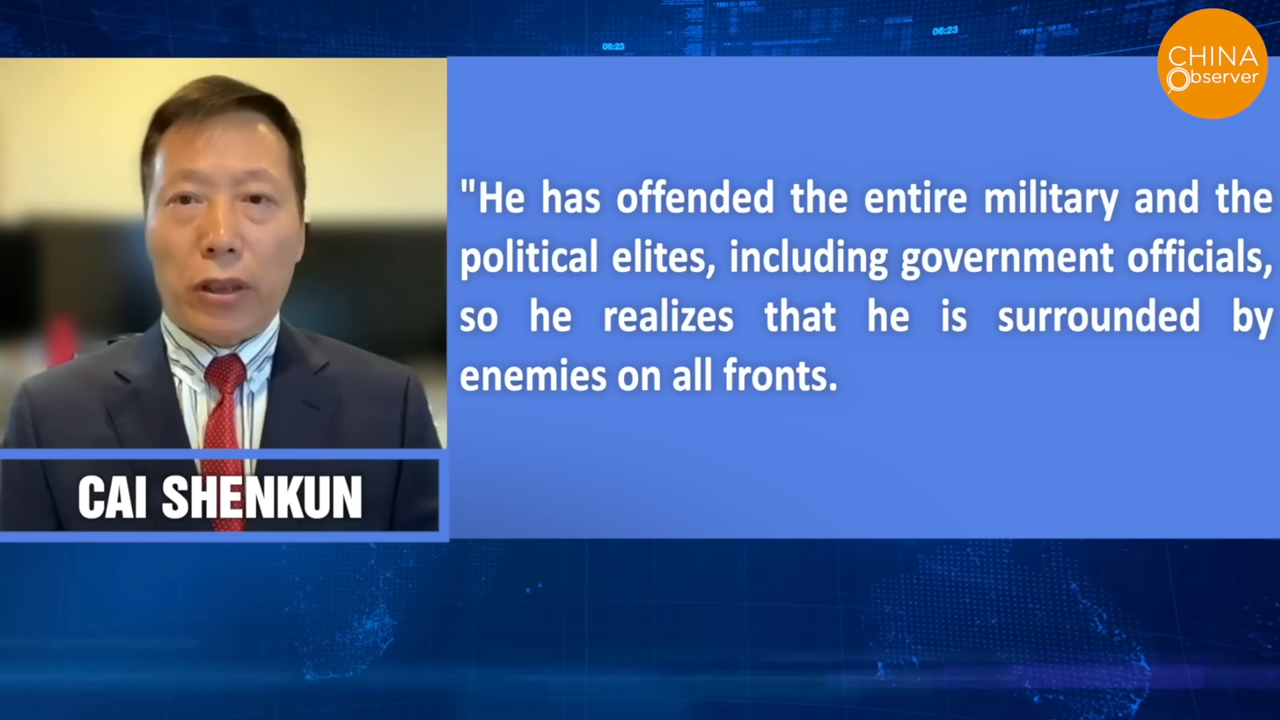 06:23
06:23
CHINA
Observer
"He has offended the entire military and the
political elites, including government officials,
so he realizes that he is surrounded by
enemies on all fronts.
CAI SHENKUN